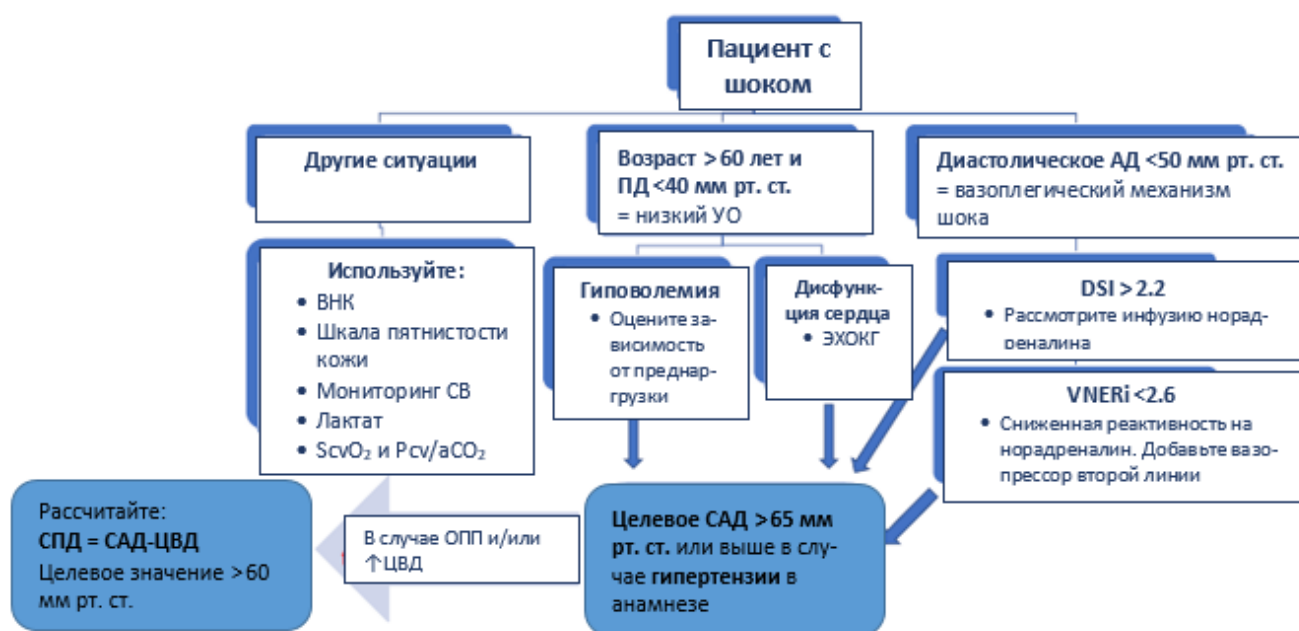 Пациент с
шоком
Другие ситуации
Возраст > 60 лет и
ПД <40 мм рт. ст.
= низкий УО
Диастолическое АД <50 мм рт. ст.
= вазоплегический механизм
шока
Используйте:
• ВНК
• Шкала пятнистости
кожи
• Мониторинг СВ
• Лактат
• ScvO₂ и Pcv/aCO₂
Гиповолемия
• Оцените за-
висимость
от преднар-
грузки
Дисфунк-
ция сердца
• ЭХОКГ
DSI > 2.2
• Рассмотрите инфузию норад-
реналина
VNERi <2.6
• Сниженная реактивность на
норадреналин. Добавьте вазо-
прессор второй линии
Рассчитайте:
СПД = САД-ЦВД
Целевое значение >60
мм рт. ст.
В случае ОПП и/или
↑ЦВД
Целевое САД >65 мм
рт. ст. или выше в слу-
чае гипертензии в
анамнезе